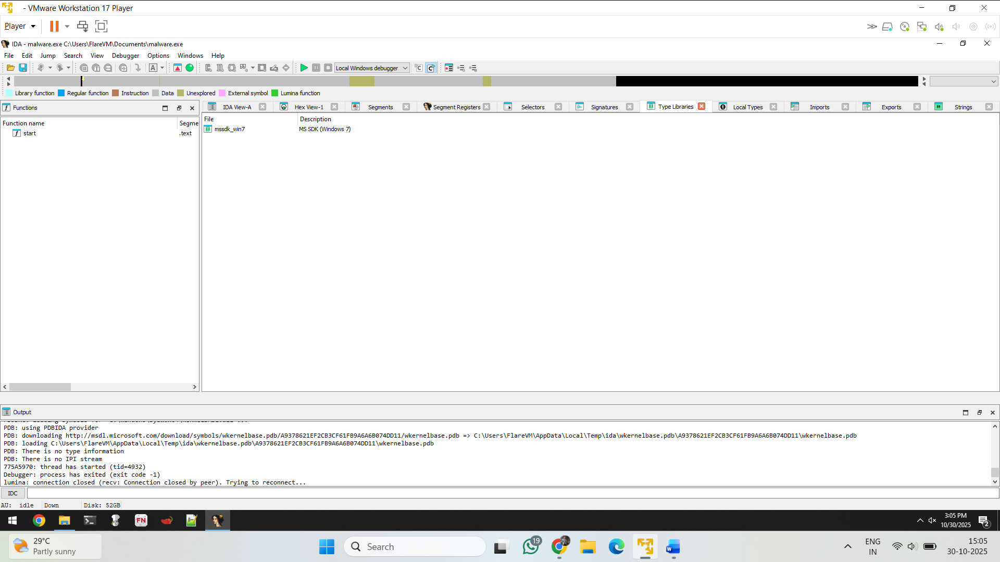 - VMware Workstation 17 Player
Player
IDA - malware.exe C:\Users\FlareVM\Documents\malware.exe
File Edit Jump Search View Debugger Options Windows Help
Local Windows debugger
Library function Regular function Instruction Data Unexplored External symbol Lumina function
Functions
IDA View-A Hex View-1 Segments Segment Registers Selectors Signatures Type Libraries Local Types Imports Exports Strings
Function name Segme
start .text
File Description
mssdk_win7 MS SDK (Windows 7)
Output
PDB: using PDBIDA provider
PDB: downloading http://msdl.microsoft.com/download/symbols/wkernelbase.pdb/A9378621EF2CB3CF61FB9A6A6B074DD11/wkernelbase.pdb => C:\Users\FlareVM\AppData\Local\Temp\ida\wkernelbase.pdb\A9378621EF2CB3CF61FB9A6A6B074DD11\wkernelbase.pdb
PDB: loading C:\Users\FlareVM\AppData\Local\Temp\ida\wkernelbase.pdb\A9378621EF2CB3CF61FB9A6A6B074DD11\wkernelbase.pdb
PDB: There is no type information
PDB: There is no IPI stream
775A5970: thread has started (tid=4932)
Debugger: process has exited (exit code -1)
lumina: connection closed (recv: Connection closed by peer). Trying to reconnect...
IDC
AU: idle Down Disk: 52GB
FN
3:05 PM
10/30/2025
2
29°C
Partly sunny
Search
19
ENG
IN
15:05
30-10-2025